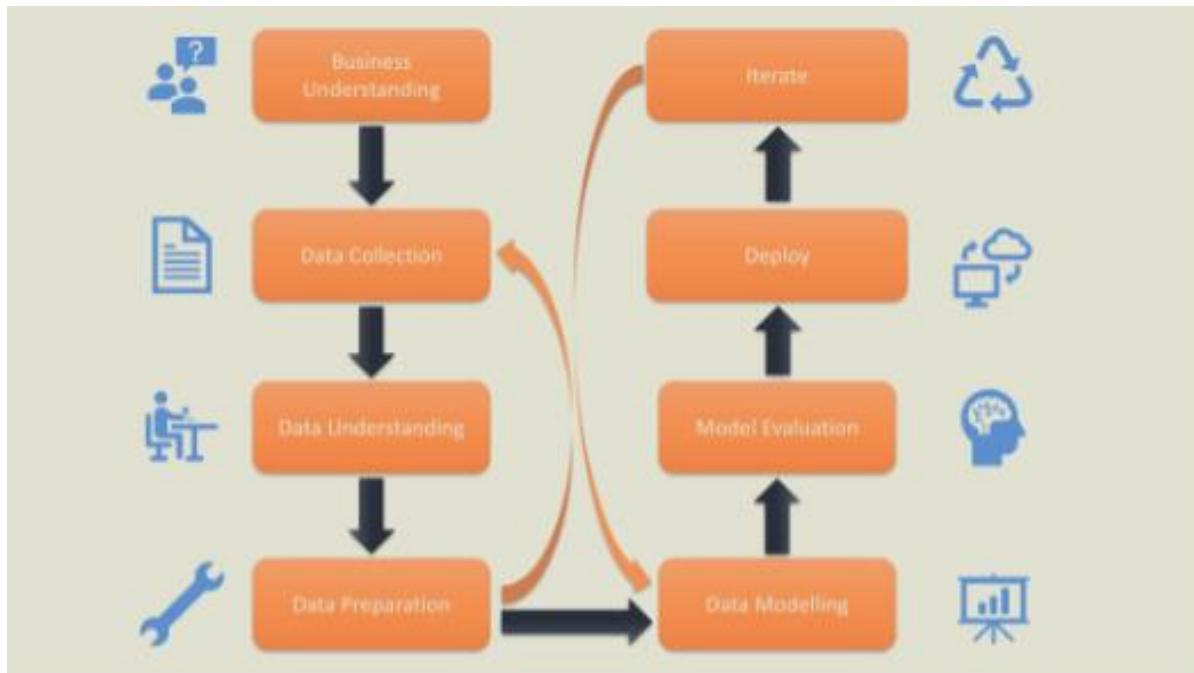 Business
Understanding
Data Collection
Data Understanding
Data Preparation
Iterate
Deploy
Model Evaluation
Data Modelling
?